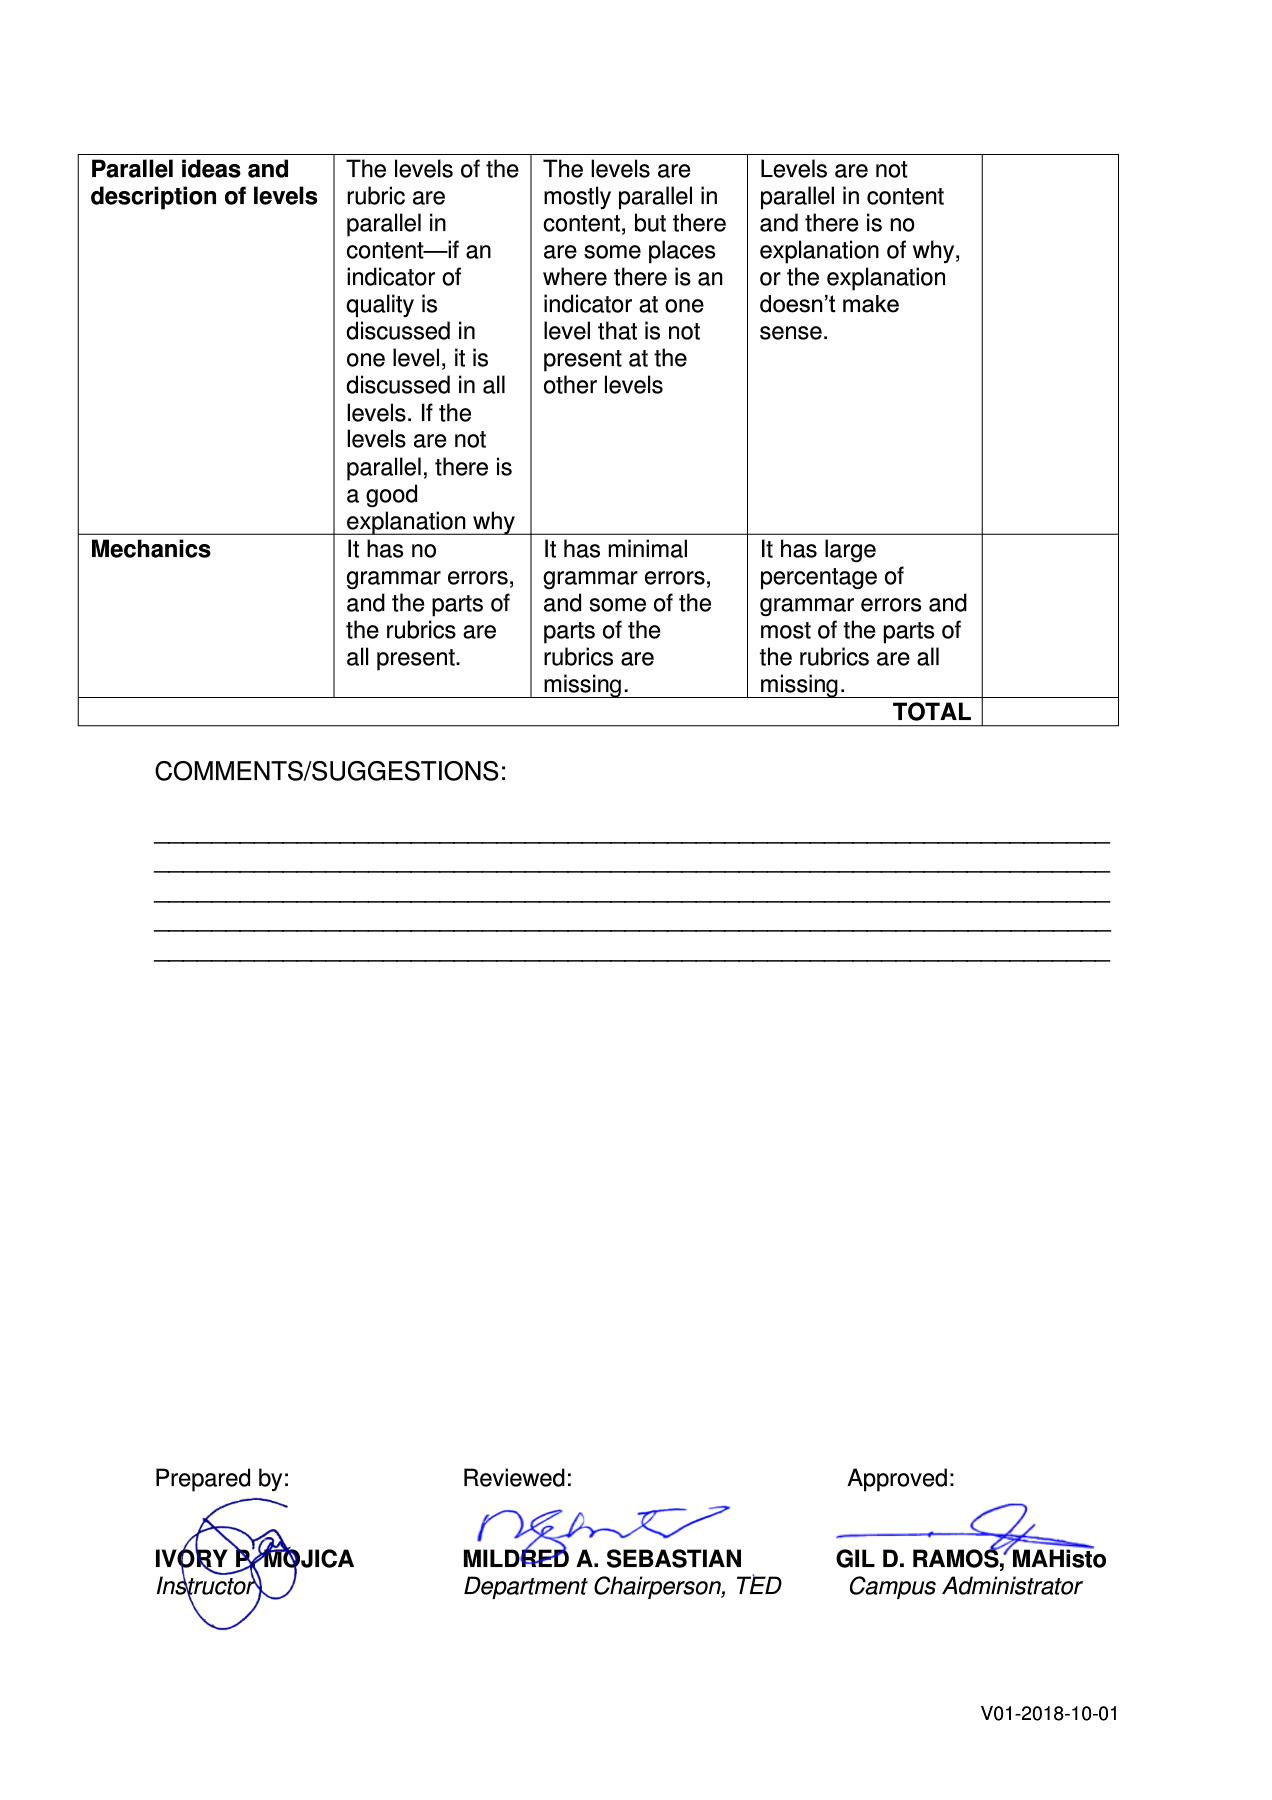 Parallel ideas and
description of levels
The levels of the
rubric are
parallel in
content—if an
indicator of
quality is
discussed in
one level, it is
discussed in all
levels. If the
levels are not
parallel, there is
a good
explanation why
The levels are
mostly parallel in
content, but there
are some places
where there is an
indicator at one
level that is not
present at the
other levels
Levels are not
parallel in content
and there is no
explanation of why,
or the explanation
doesn’t make
sense.
Mechanics
It has no
grammar errors,
and the parts of
the rubrics are
all present.
It has minimal
grammar errors,
and some of the
parts of the
rubrics are
missing.
It has large
percentage of
grammar errors and
most of the parts of
the rubrics are all
missing.
TOTAL
COMMENTS/SUGGESTIONS:
Prepared by:
Reviewed:
Approved:
IVORY P. MOJICA
MILDRED A. SEBASTIAN
GIL D. RAMOS, MAHisto
Instructor
Department Chairperson, TED
Campus Administrator
V01-2018-10-01